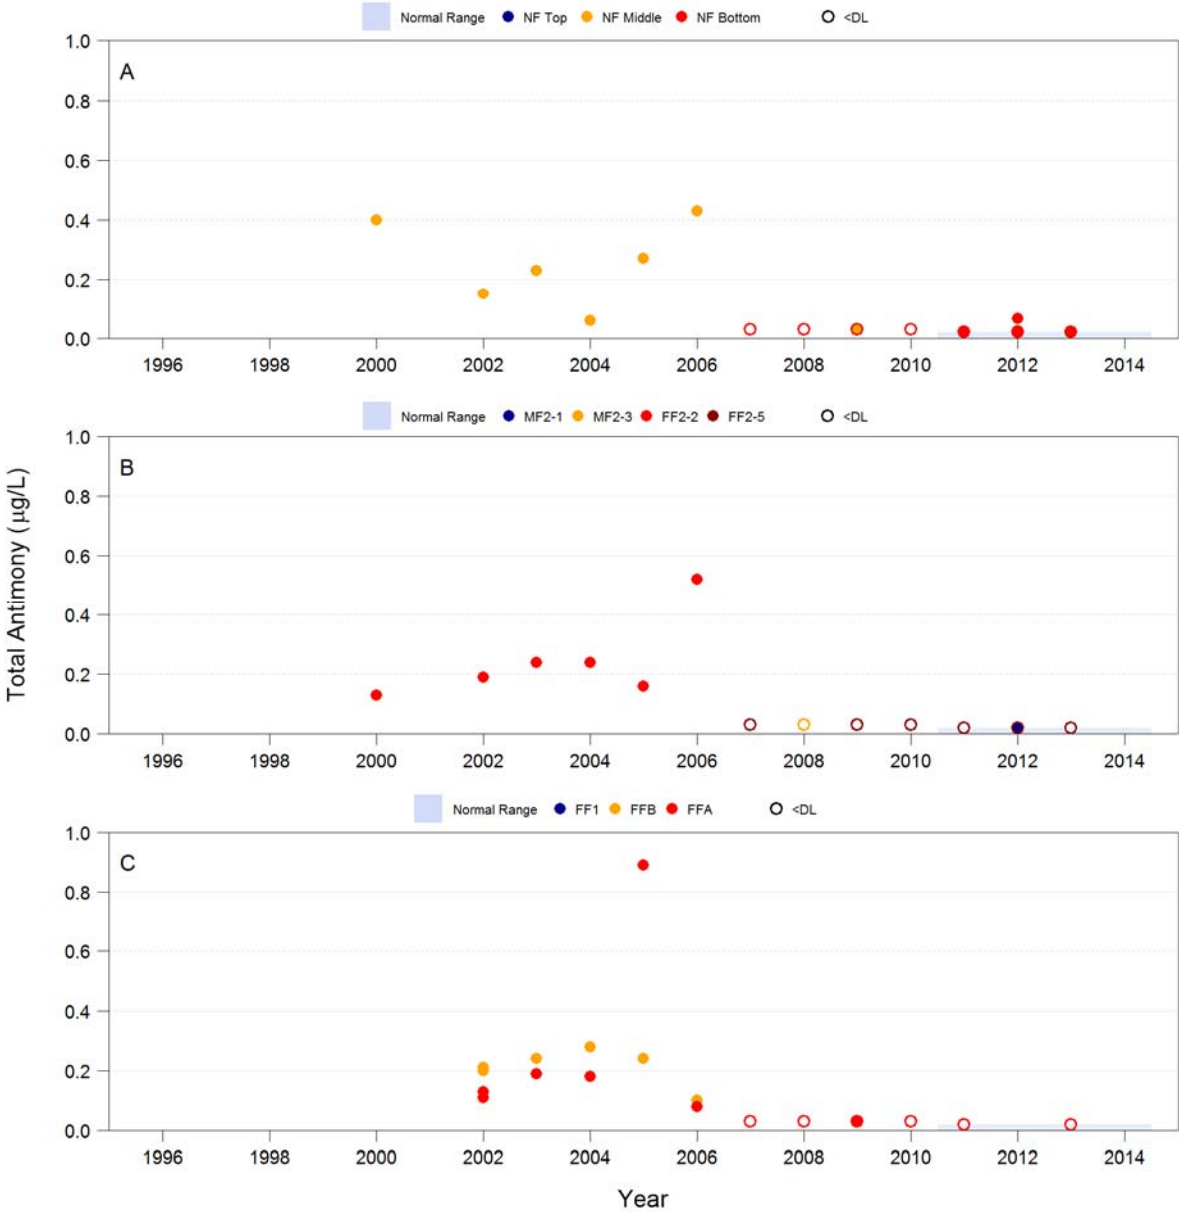 Normal Range NF Top NF Middle NF Bottom <DL
A
1.0
0.8
0.6
0.4
0.2
0.0
1996 1998 2000 2002 2004 2006 2008 2010 2012 2014
Normal Range MF2-1 MF2-3 FF2-2 FF2-5 <DL
B
1.0
0.8
0.6
0.4
0.2
0.0
1996 1998 2000 2002 2004 2006 2008 2010 2012 2014
Total Antimony (µg/L)
Normal Range FF1 FFB FFA <DL
C
1.0
0.8
0.6
0.4
0.2
0.0
1996 1998 2000 2002 2004 2006 2008 2010 2012 2014
Year